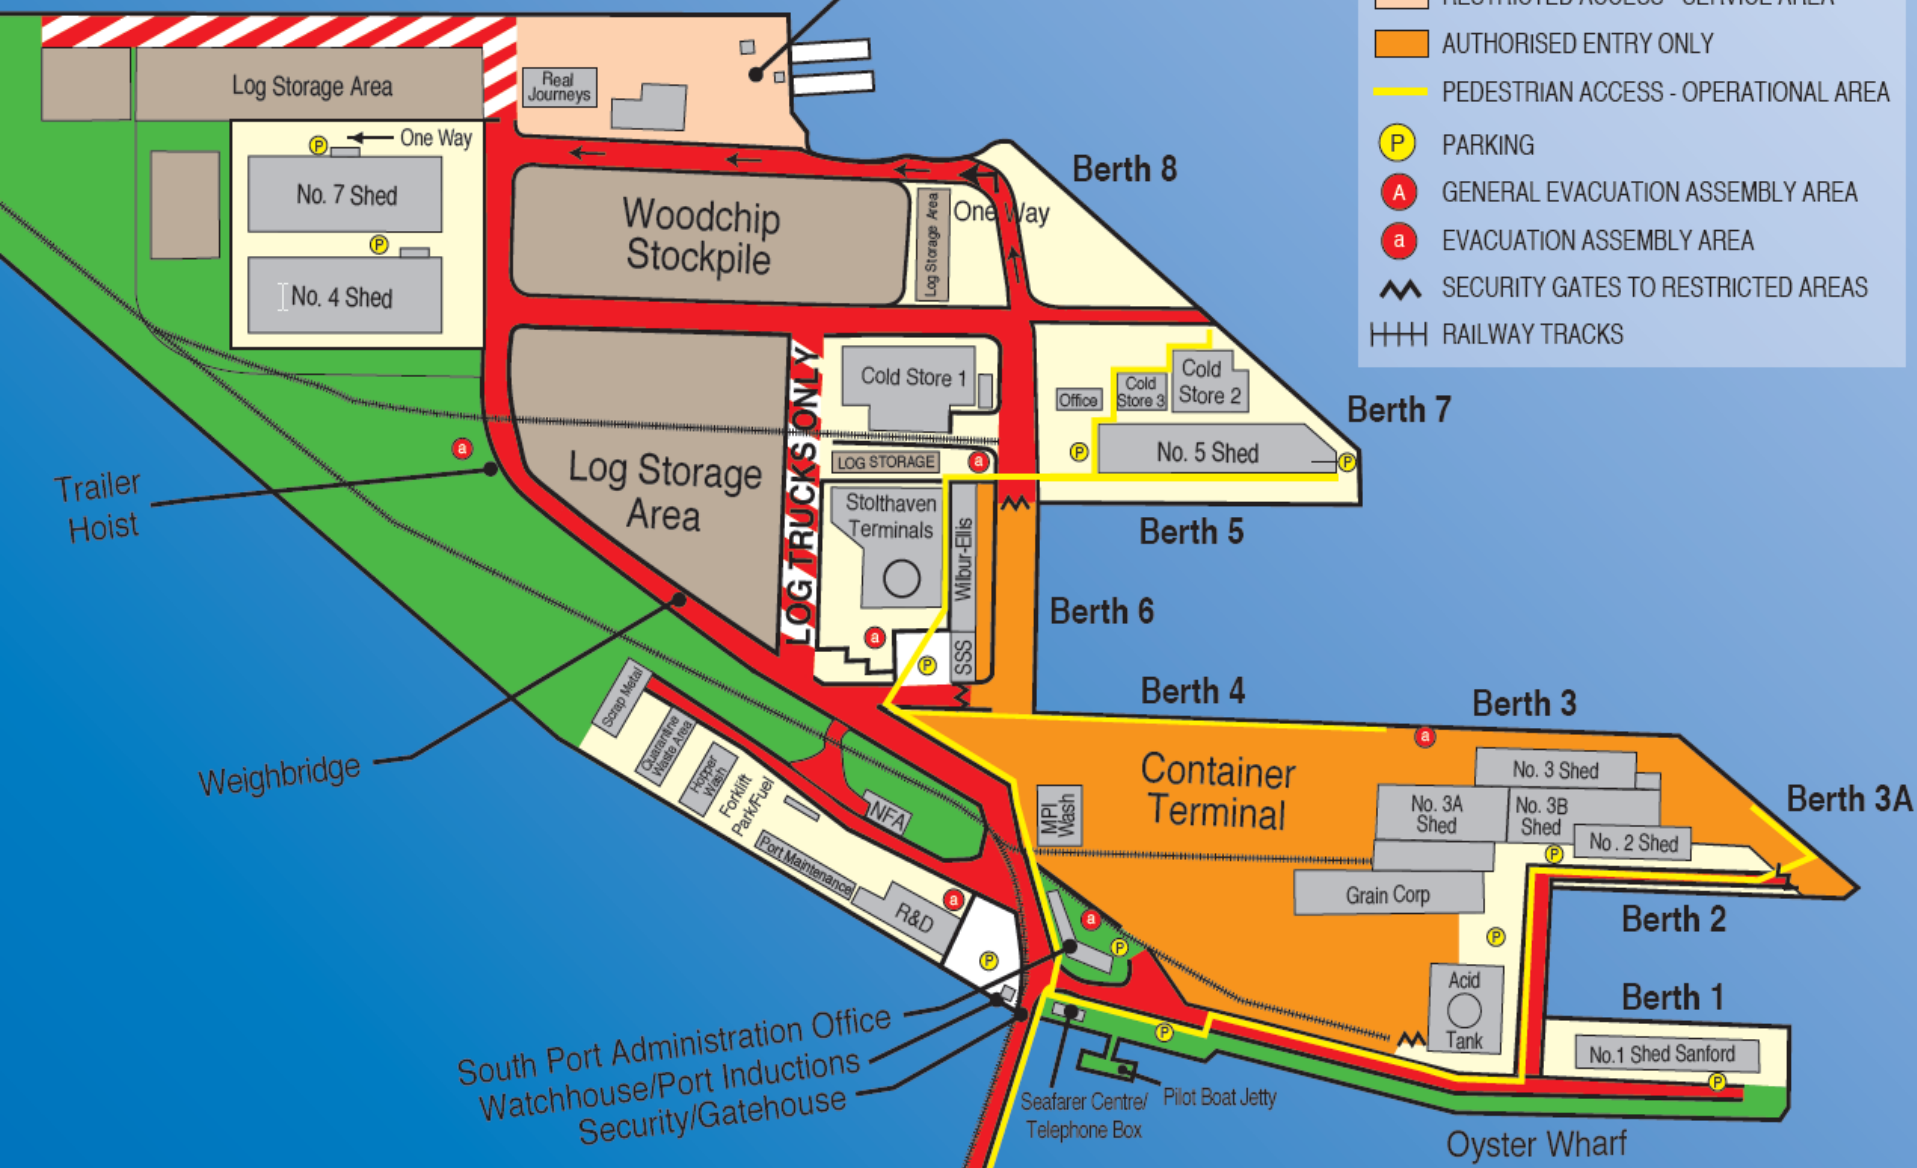 RESTRICTED ACCESS - SERVICE AREA
AUTHORISED ENTRY ONLY
PEDESTRIAN ACCESS - OPERATIONAL AREA
P
PARKING
A
GENERAL EVACUATION ASSEMBLY AREA
a
EVACUATION ASSEMBLY AREA
SECURITY GATES TO RESTRICTED AREAS
RAILWAY TRACKS
Log Storage Area
Real
Journeys
P
One Way
No. 7 Shed
P
No. 4 Shed
Woodchip
Stockpile
Log Storage Area
One Way
Berth 8
Cold Store 1
LOG TRUCKS ONLY
Office
Cold
Store 3
Cold
Store 2
Berth 7
P
No. 5 Shed
P
a
Trailer
Hoist
Log Storage
Area
LOG STORAGE
a
Stolthaven
Terminals
Wilbur-Ellis
Berth 5
Berth 6
a
P
SSS
Berth 4
Berth 3
a
Scrap Metal
Quarantine
Waste Area
Hopper
Wash
Forklift
Park/Fuel
Weighbridge
NFA
Port Maintenance
R&D
a
P
MPI
Wash
Container
Terminal
No. 3 Shed
No. 3A
Shed
No. 3B
Shed
No . 2 Shed
Berth 3A
P
Grain Corp
Berth 2
a
P
P
Acid
Tank
Berth 1
No.1 Shed Sanford
P
South Port Administration Office
Watchhouse/Port Inductions
Security/Gatehouse
P
Seafarer Centre/
Telephone Box
Pilot Boat Jetty
Oyster Wharf